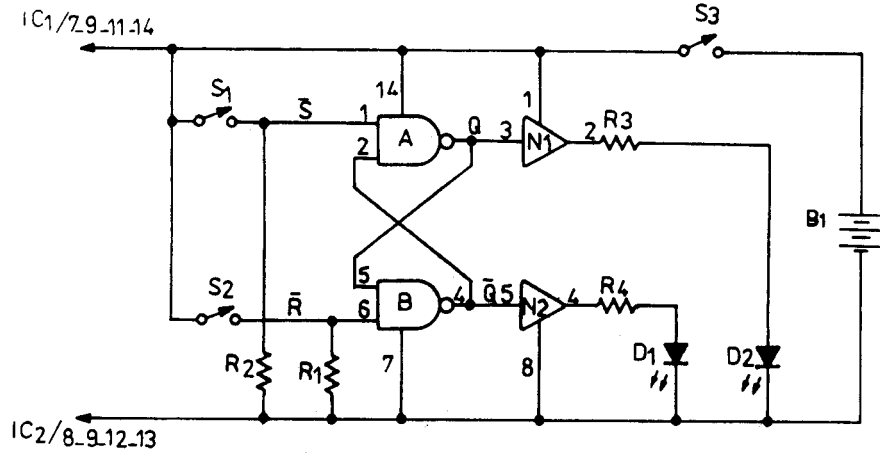 IC1/7-9-11-14
S3
S1
S̄
14
1
2
A
Q
3
1
N1
2
R3
B1
S2
R̄
5
6
B
4
Q̄
5
N2
4
R4
7
8
R2
R1
D1
D2
IC2/8-9-12-13